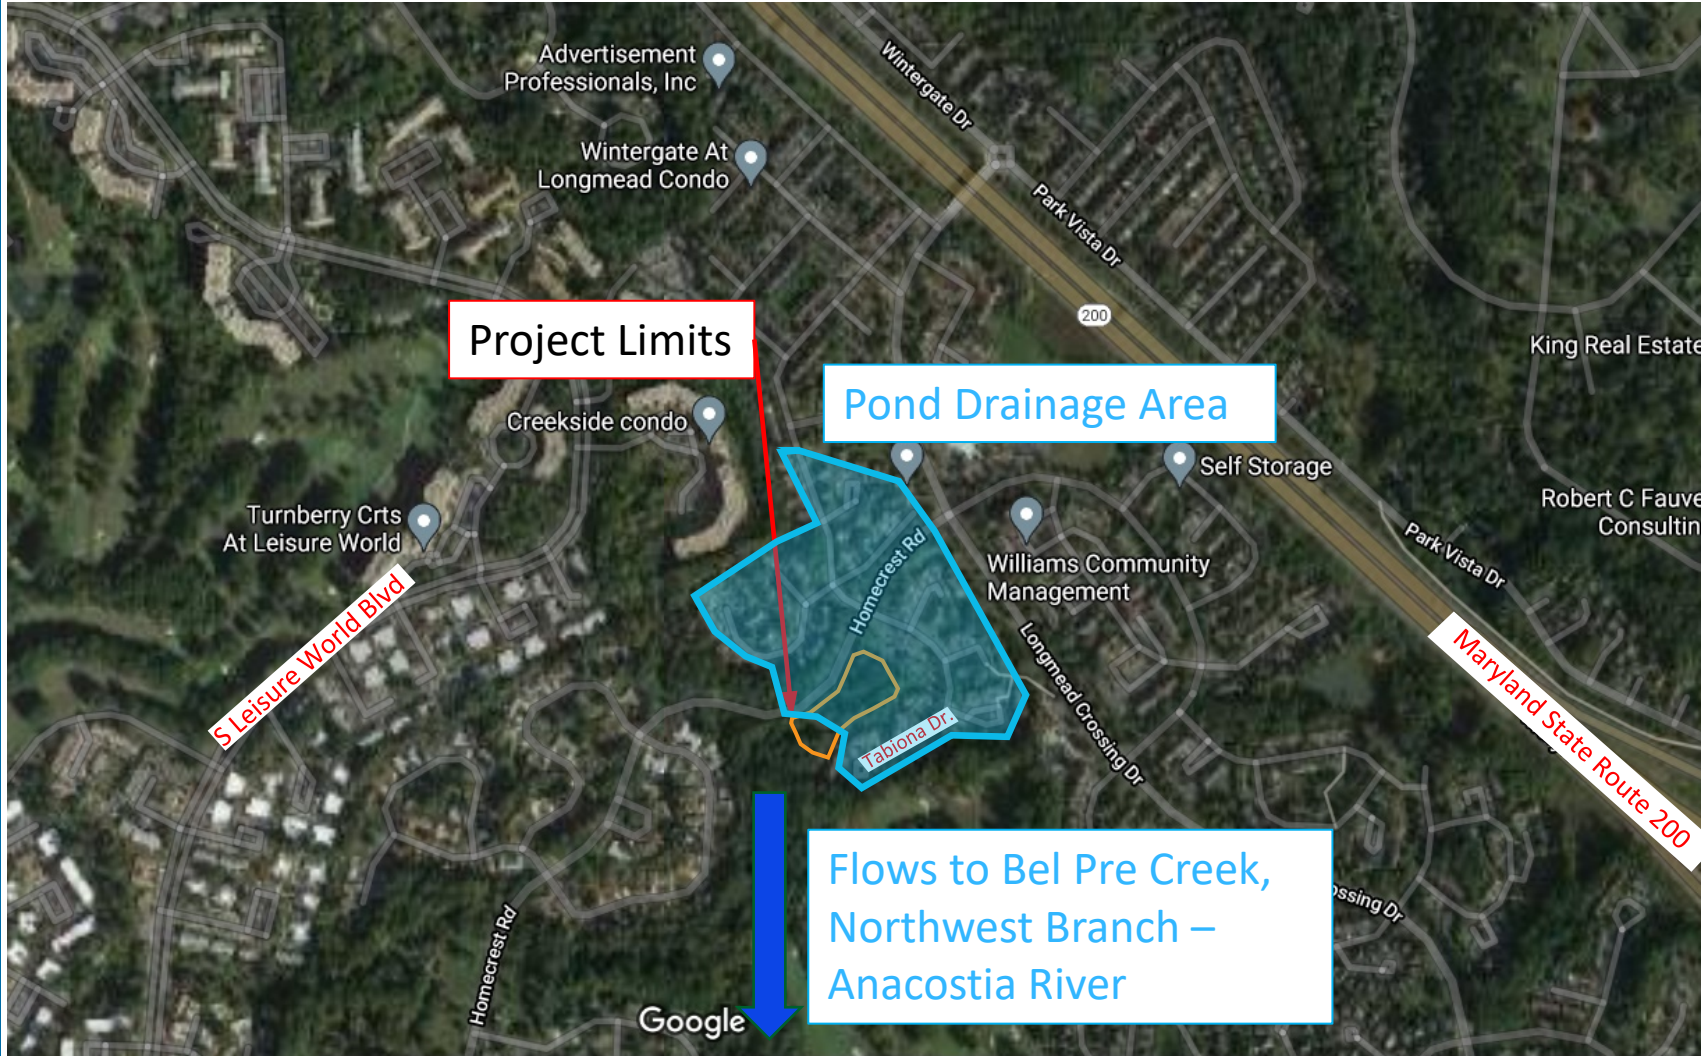 Advertisement
Professionals, Inc
Wintergate Dr
Wintergate At
Longmead Condo
Park Vista Dr
200
Project Limits
King Real Estate
Pond Drainage Area
Creekside condo
Self Storage
Robert C Fauve
Consultin
Turnberry Crts
At Leisure World
Park Vista Dr
Homecrest Rd
Williams Community
Management
S Leisure World Blvd
Longmead Crossing Dr
Maryland State Route 200
Tabiona Dr.
Flows to Bel Pre Creek,
Northwest Branch –
Anacostia River
ossing Dr
Homecrest Rd
Google